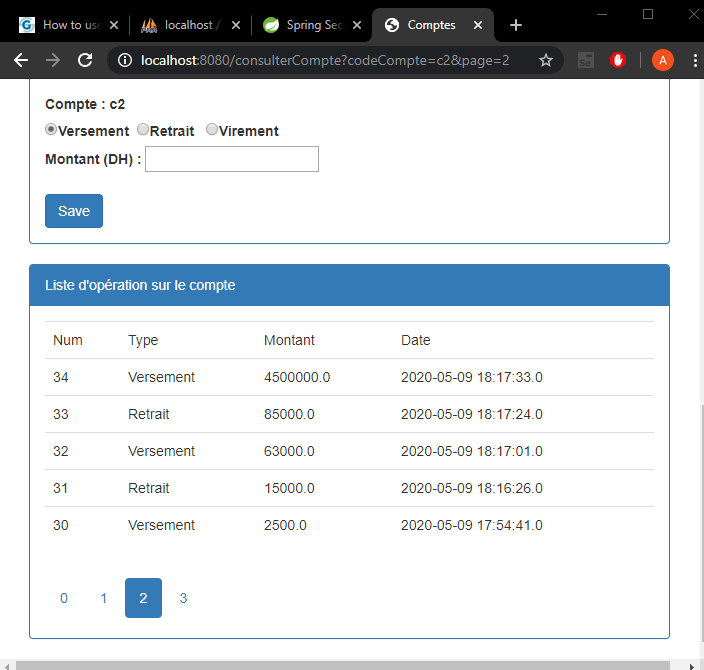 How to use
localhost /
Spring Sec
Comptes
localhost:8080/consulterCompte?codeCompte=c2&page=2
A
Compte : c2
Versement Retrait Virement
Montant (DH) :
Save
Liste d'opération sur le compte
Num Type Montant Date
34 Versement 4500000.0 2020-05-09 18:17:33.0
33 Retrait 85000.0 2020-05-09 18:17:24.0
32 Versement 63000.0 2020-05-09 18:17:01.0
31 Retrait 15000.0 2020-05-09 18:16:26.0
30 Versement 2500.0 2020-05-09 17:54:41.0
0 1 2 3